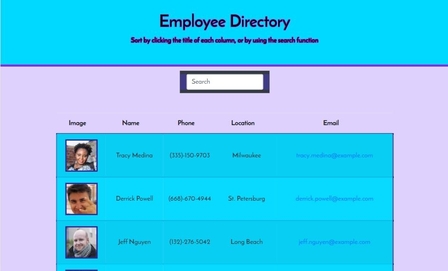 Employee Directory
Sort by clicking the title of each column, or by using the search function
Search
Image Name Phone Location Email
Tracy Medina (335)-150-9703 Milwaukee tracy.medina@example.com
Derrick Powell (668)-670-4944 St. Petersburg derrick.powell@example.com
Jeff Nguyen (122)-276-5042 Long Beach jeff.nguyen@example.com